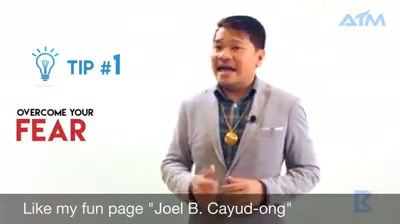 ATM
TIP #1
OVERCOME YOUR
FEAR
Like my fun page "Joel B. Cayud-ong"